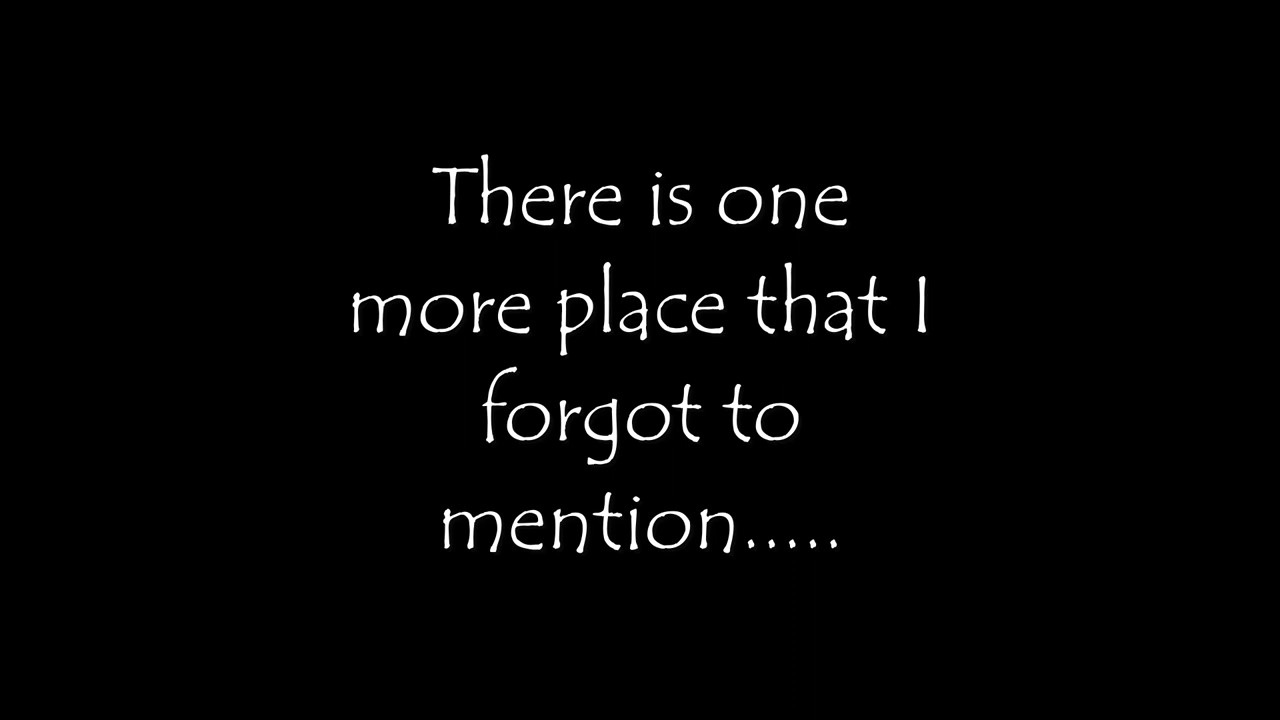 There is one
more place that I
forgot to
mention.....